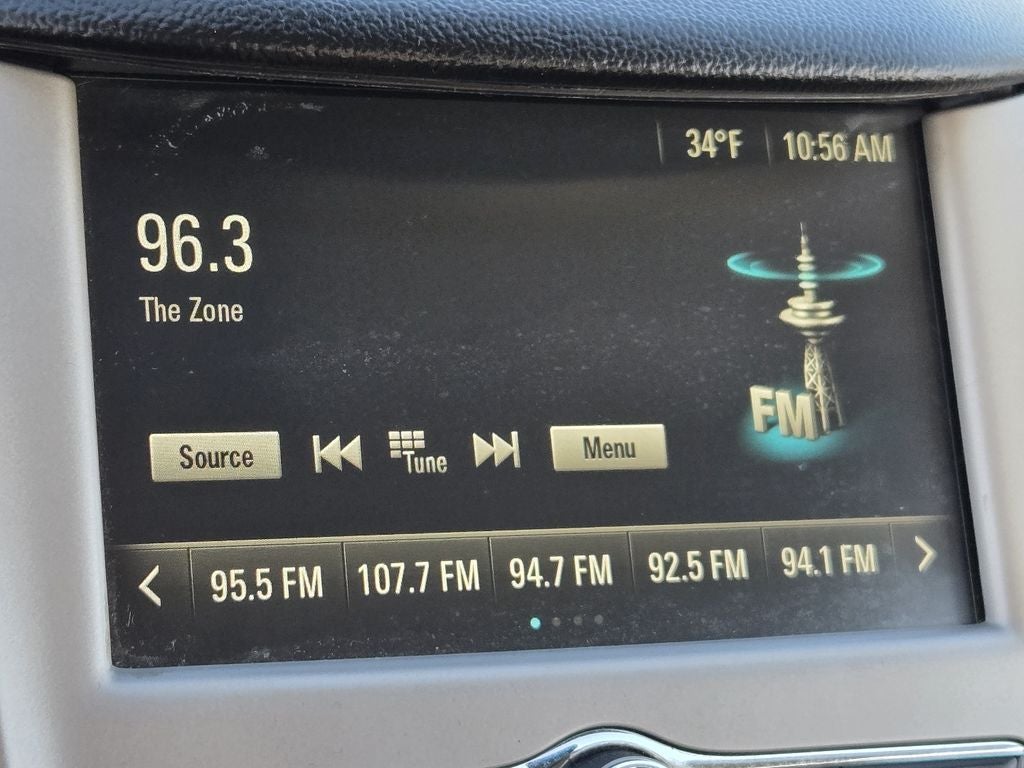 34°F 10:56 AM
96.3
The Zone
FM
Source Tune Menu
95.5 FM 107.7 FM 94.7 FM 92.5 FM 94.1 FM